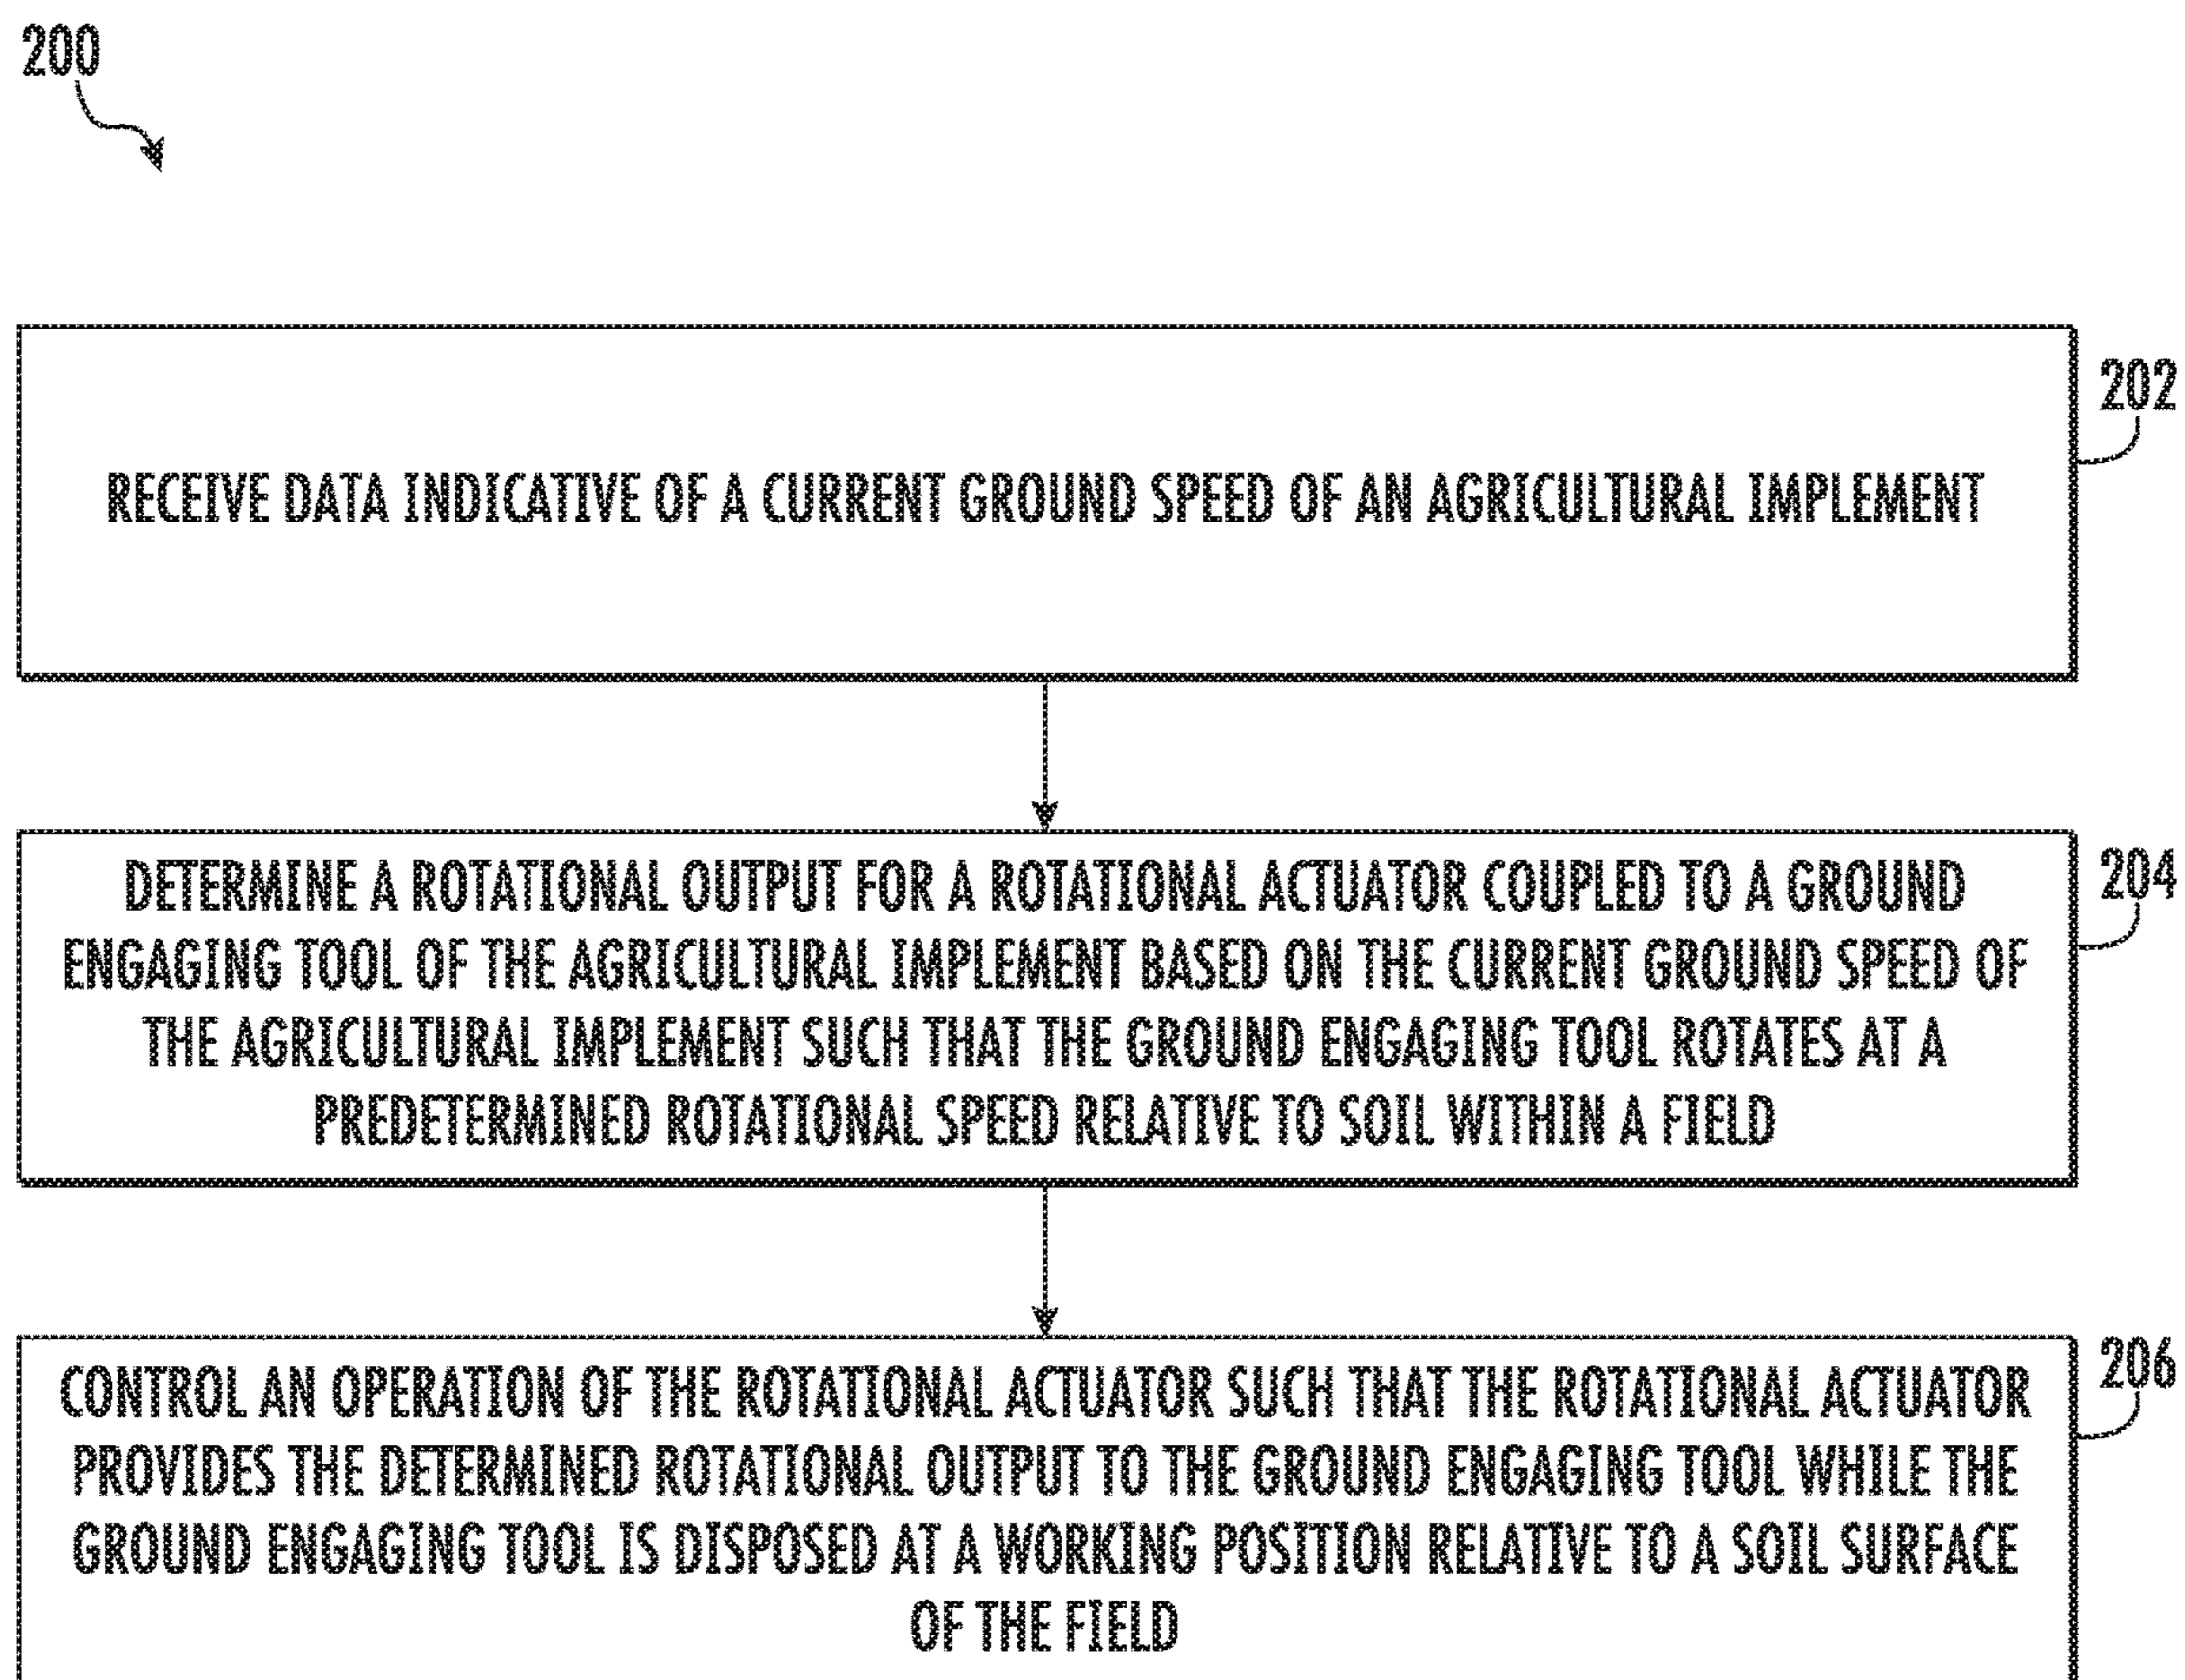 200
202
RECEIVE DATA INDICATIVE OF A CURRENT GROUND SPEED OF AN AGRICULTURAL IMPLEMENT
204
DETERMINE A ROTATIONAL OUTPUT FOR A ROTATIONAL ACTUATOR COUPLED TO A GROUND
ENGAGING TOOL OF THE AGRICULTURAL IMPLEMENT BASED ON THE CURRENT GROUND SPEED OF
THE AGRICULTURAL IMPLEMENT SUCH THAT THE GROUND ENGAGING TOOL ROTATES AT A
PREDETERMINED ROTATIONAL SPEED RELATIVE TO SOIL WITHIN A FIELD
206
CONTROL AN OPERATION OF THE ROTATIONAL ACTUATOR SUCH THAT THE ROTATIONAL ACTUATOR
PROVIDES THE DETERMINED ROTATIONAL OUTPUT TO THE GROUND ENGAGING TOOL WHILE THE
GROUND ENGAGING TOOL IS DISPOSED AT A WORKING POSITION RELATIVE TO A SOIL SURFACE
OF THE FIELD